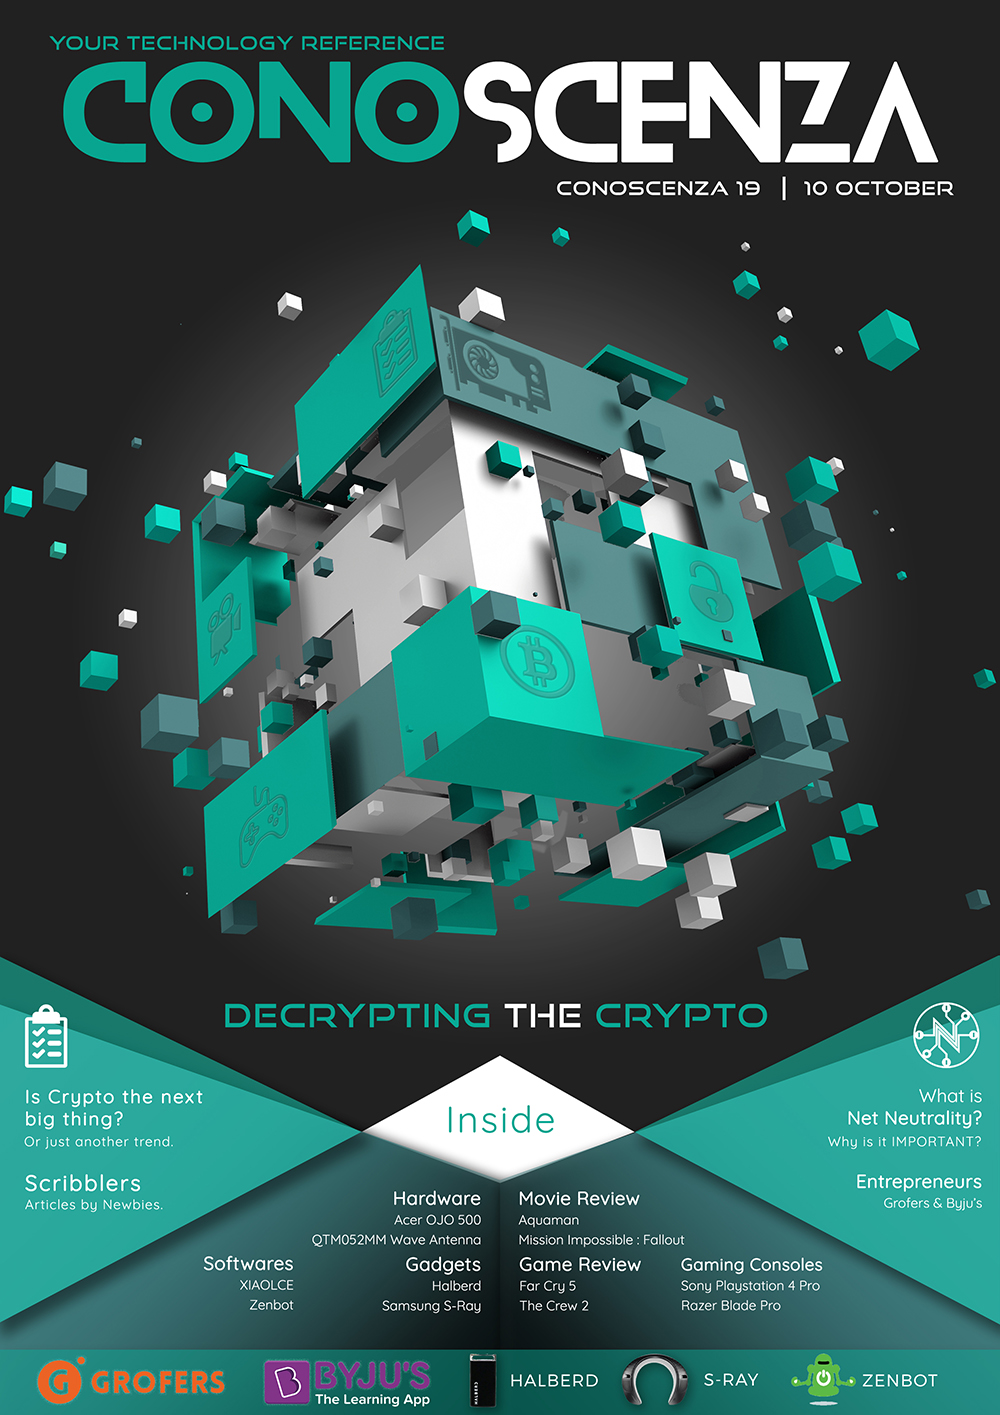 YOUR TECHNOLOGY REFERENCE
CONOSCENZA
CONOSCENZA 19 | 10 OCTOBER
DECRYPTING THE CRYPTO
Is Crypto the next
big thing?
Or just another trend.
Scribblers
Articles by Newbies.
What is
Net Neutrality?
Why is it IMPORTANT?
Entrepreneurs
Grofers & Byju's
Inside
Hardware
Acer OJO 500
QTM052MM Wave Antenna
Softwares
XIAOLCE
Zenbot
Gadgets
Halberd
Samsung S-Ray
Movie Review
Aquaman
Mission Impossible : Fallout
Game Review
Far Cry 5
The Crew 2
Gaming Consoles
Sony Playstation 4 Pro
Razer Blade Pro
GROFERS
BYJU'S
The Learning App
HALBERD
S-RAY
ZENBOT